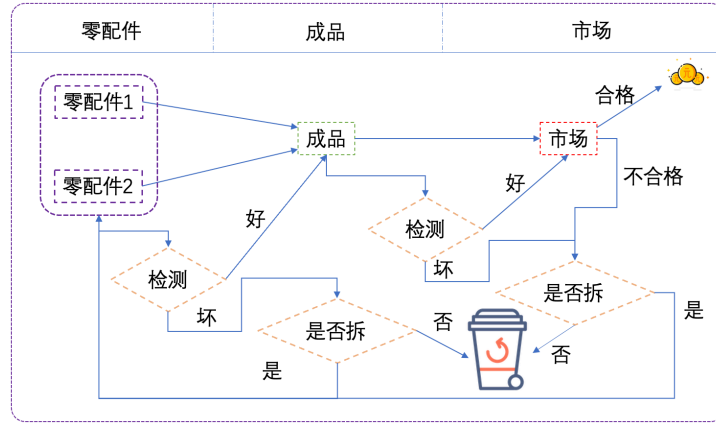 零配件
成品
市场
零配件1
合格
成品
市场
零配件2
好
好
不合格
检测
检测
坏
是否拆
坏
是否拆
否
是
否
是